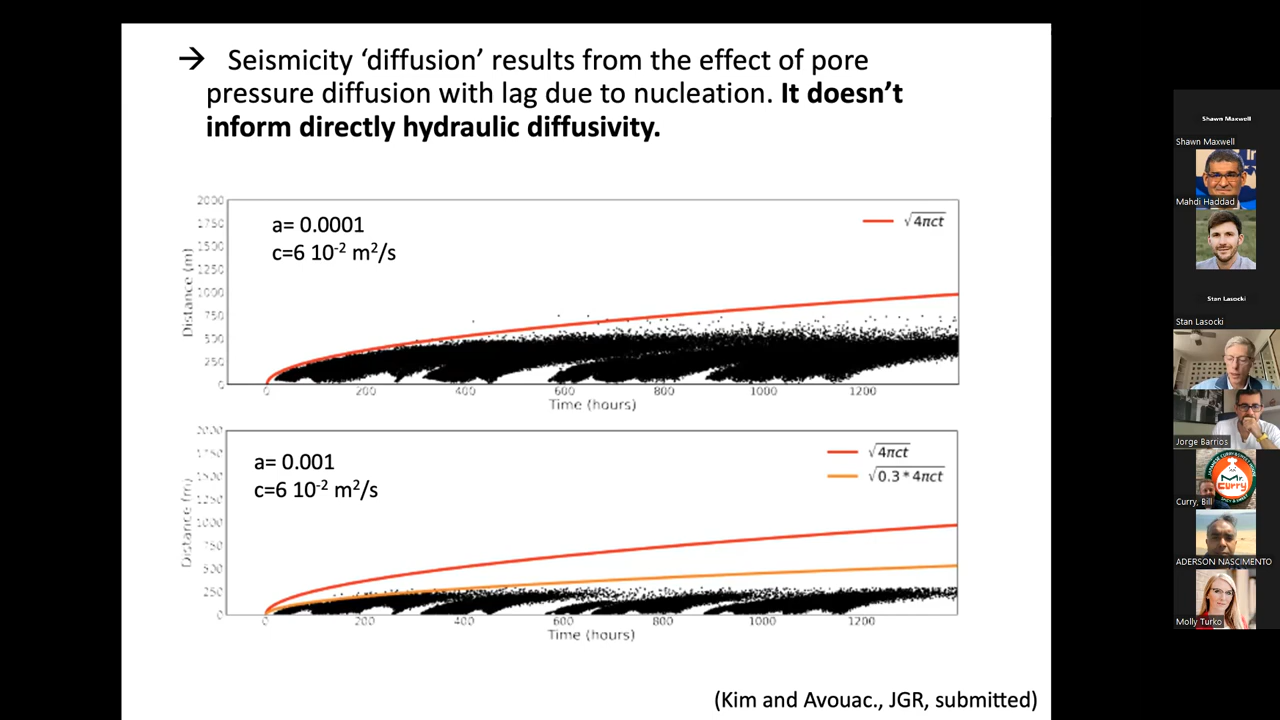 → Seismicity ‘diffusion’ results from the effect of pore
pressure diffusion with lag due to nucleation. It doesn’t
inform directly hydraulic diffusivity.
2000
1750
1500
1250
1000
750
500
250
0
Distance (m)
a= 0.0001
c=6 10⁻² m²/s
√4πct
0 200 400 600 800 1000 1200
Time (hours)
2000
1750
1500
1250
1000
750
500
250
0
Distance (m)
a= 0.001
c=6 10⁻² m²/s
√4πct
√0.3*4πct
0 200 400 600 800 1000 1200
Time (hours)
(Kim and Avouac., JGR, submitted)
Shawn Maxwell
Shawn Maxwell
Mahdi Haddad
Stan Lasocki
Stan Lasocki
Jorge Barrios
Mr.
Curry
Curry, Bill
ADERSON NASCIMENTO
Molly Turko